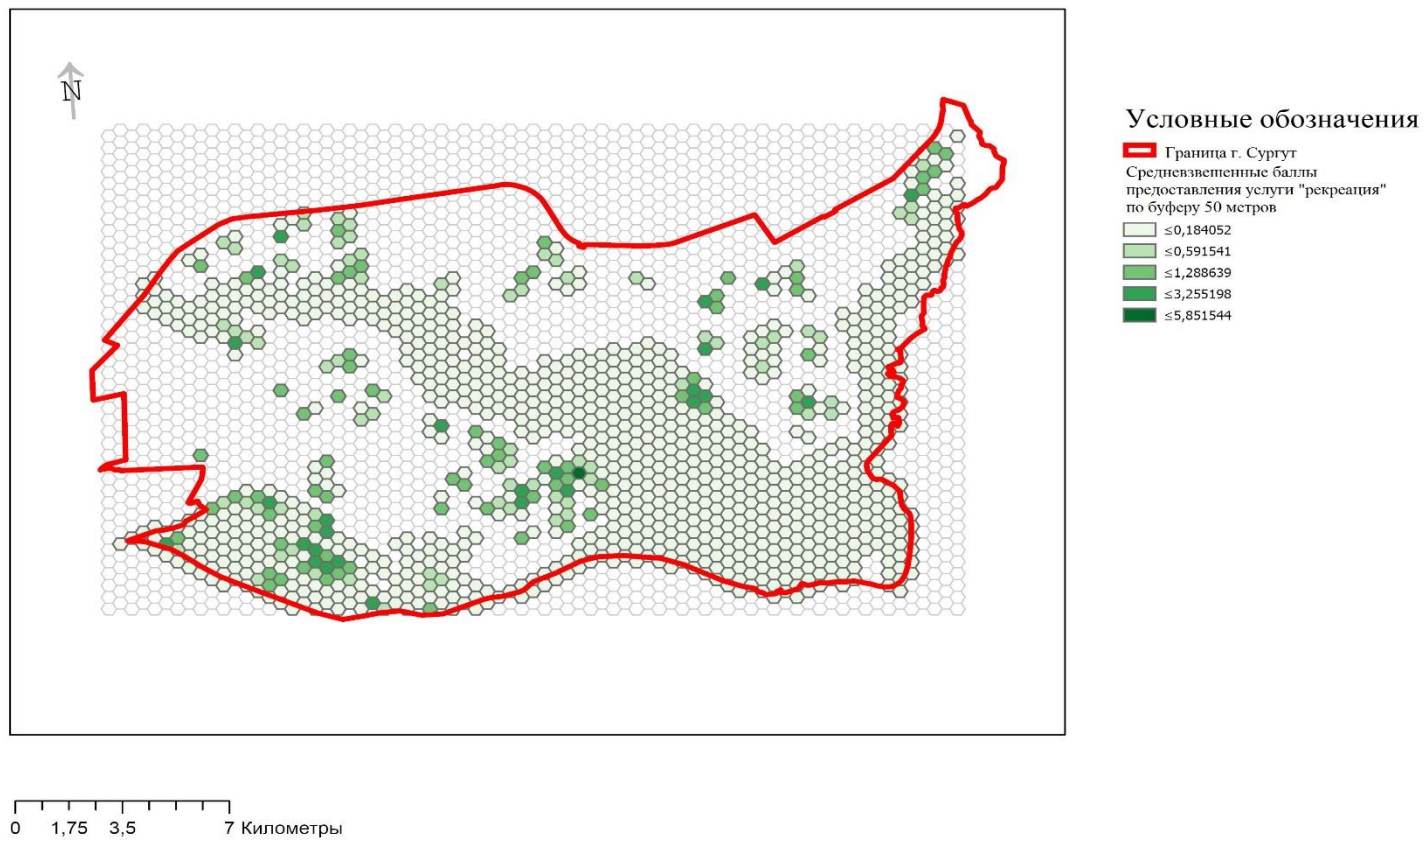 N
Условные обозначения
Граница г. Сургут
Средневзвешенные баллы
предоставления услуги "рекреация"
по буферу 50 метров
≤0,184052
≤0,591541
≤1,288639
≤3,255198
≤5,851544
0 1,75 3,5 7 Километры